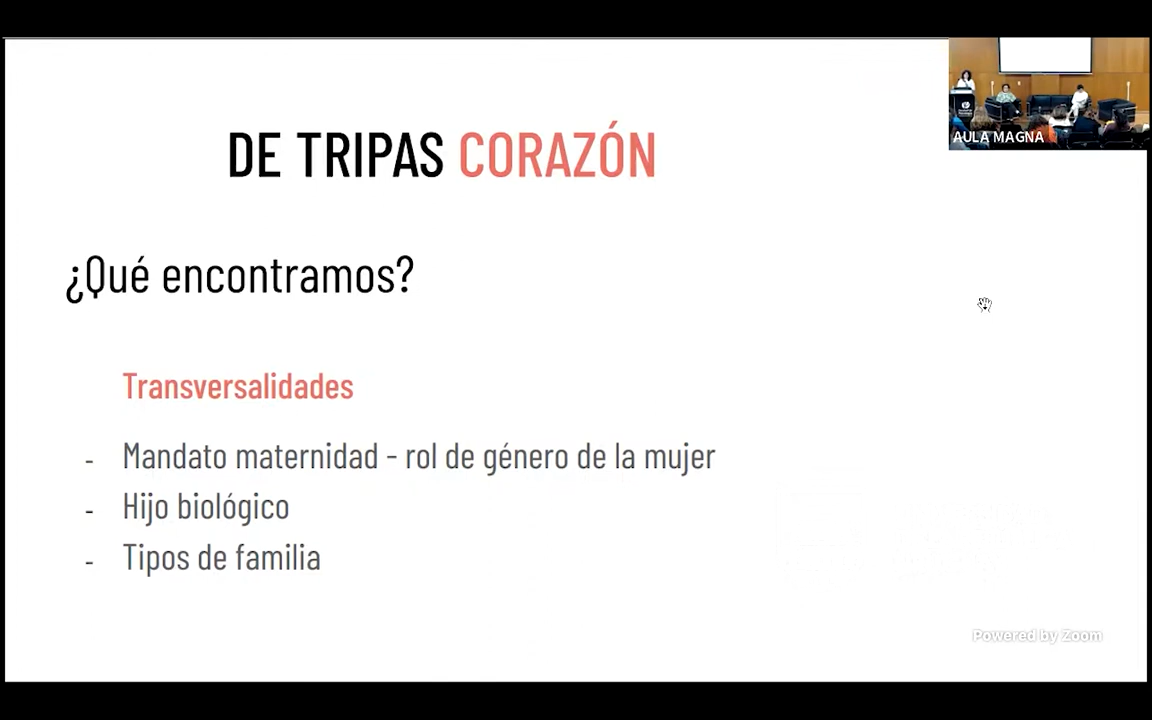 DE TRIPAS CORAZÓN
AULA MAGNA
¿Qué encontramos?
Transversalidades
- Mandato maternidad - rol de género de la mujer
- Hijo biológico
- Tipos de familia
Powered by Zoom